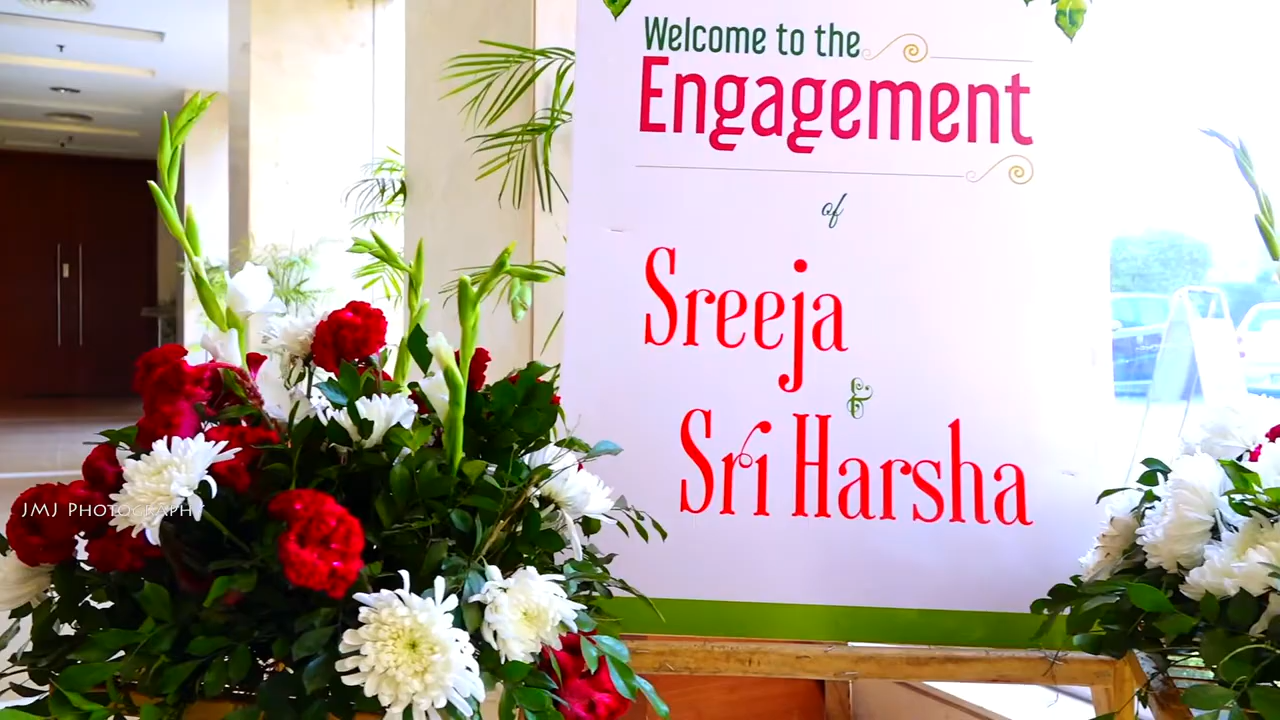 Welcome to the
Engagement
of
Sreeja
&
Sri Harsha
JMJ Photography